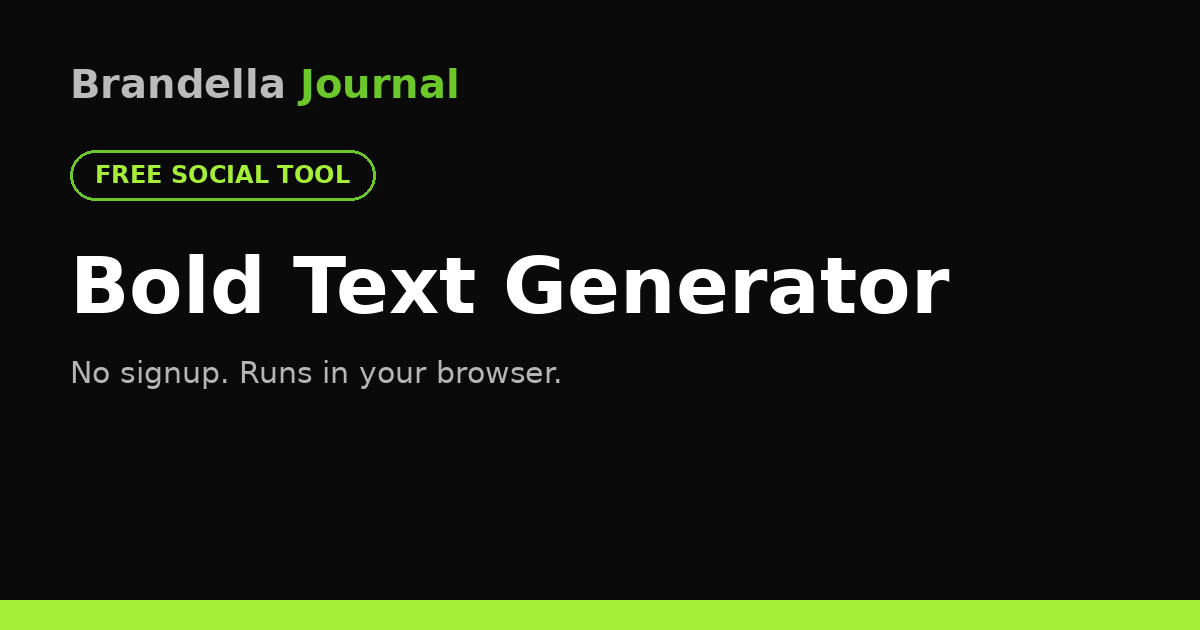 Brandella Journal
FREE SOCIAL TOOL
Bold Text Generator
No signup. Runs in your browser.